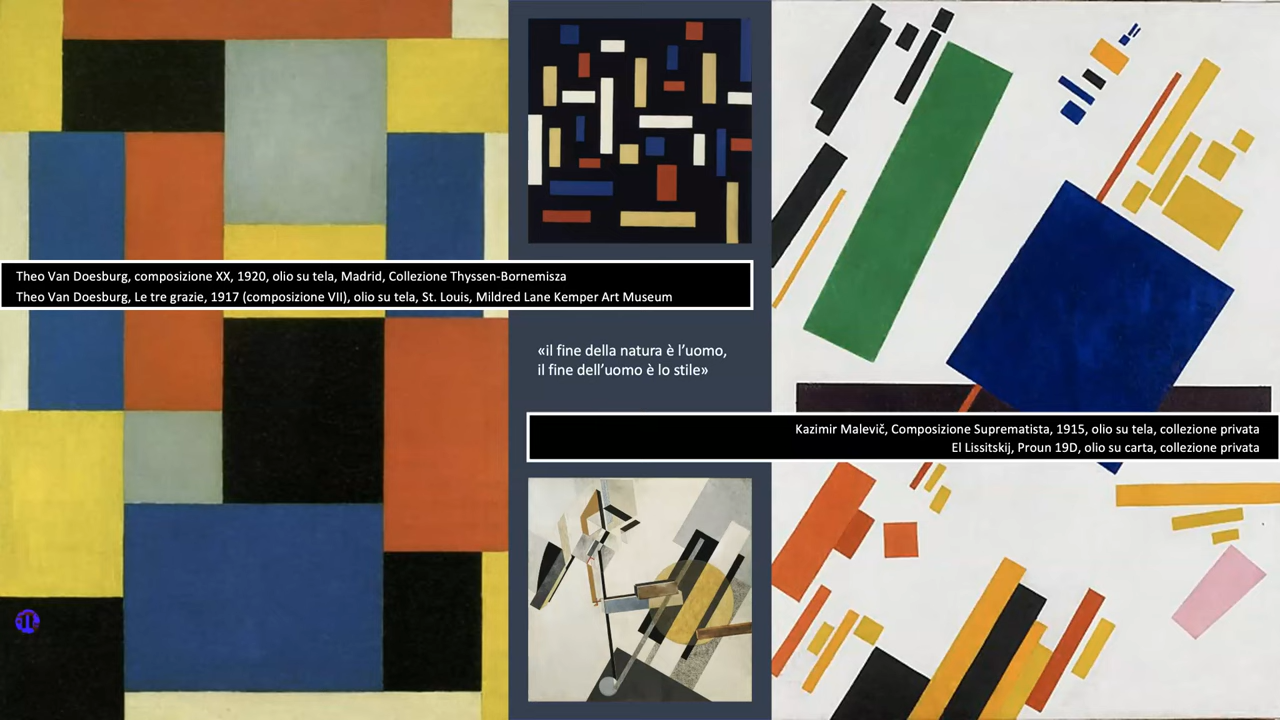 Theo Van Doesburg, composizione XX, 1920, olio su tela, Madrid, Collezione Thyssen-Bornemisza
Theo Van Doesburg, Le tre grazie, 1917 (composizione VII), olio su tela, St. Louis, Mildred Lane Kemper Art Museum
«il fine della natura è l’uomo,
il fine dell’uomo è lo stile»
Kazimir Malevič, Composizione Suprematista, 1915, olio su tela, collezione privata
El Lissitskij, Proun 19D, olio su carta, collezione privata